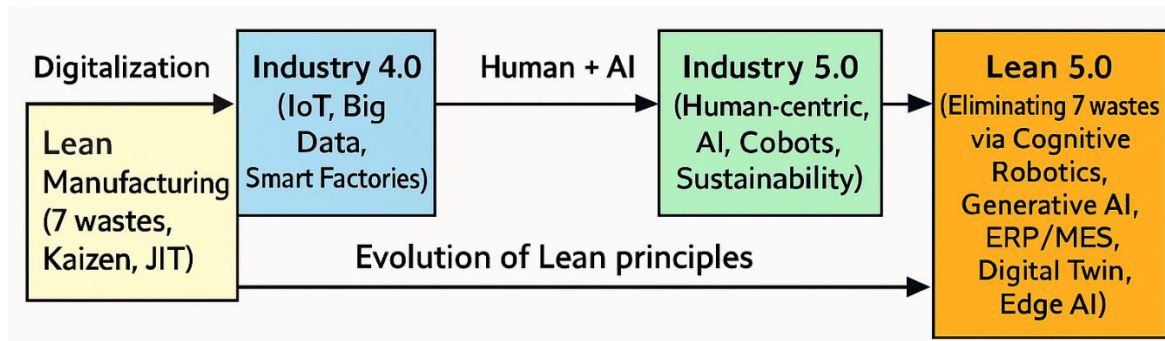 Digitalization
Lean
Manufacturing
(7 wastes,
Kaizen, JIT)
Industry 4.0
(IoT, Big
Data,
Smart Factories)
Human + AI
Industry 5.0
(Human-centric,
AI, Cobots,
Sustainability)
Evolution of Lean principles
Lean 5.0
(Eliminating 7 wastes
via Cognitive
Robotics,
Generative AI,
ERP/MES,
Digital Twin,
Edge AI)